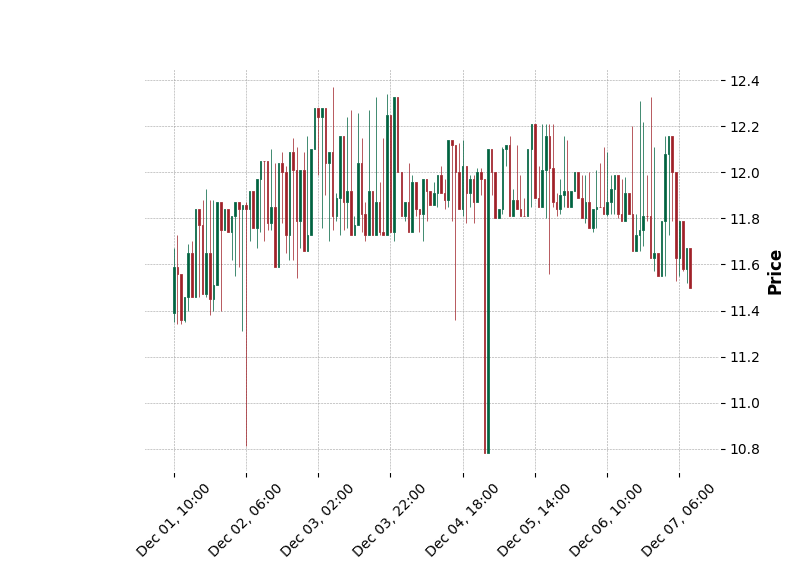 12.4
12.2
12.0
11.8
11.6
11.4
11.2
11.0
10.8
Price
Dec 01, 10:00
Dec 02, 06:00
Dec 03, 02:00
Dec 03, 22:00
Dec 04, 18:00
Dec 05, 14:00
Dec 06, 10:00
Dec 07, 06:00